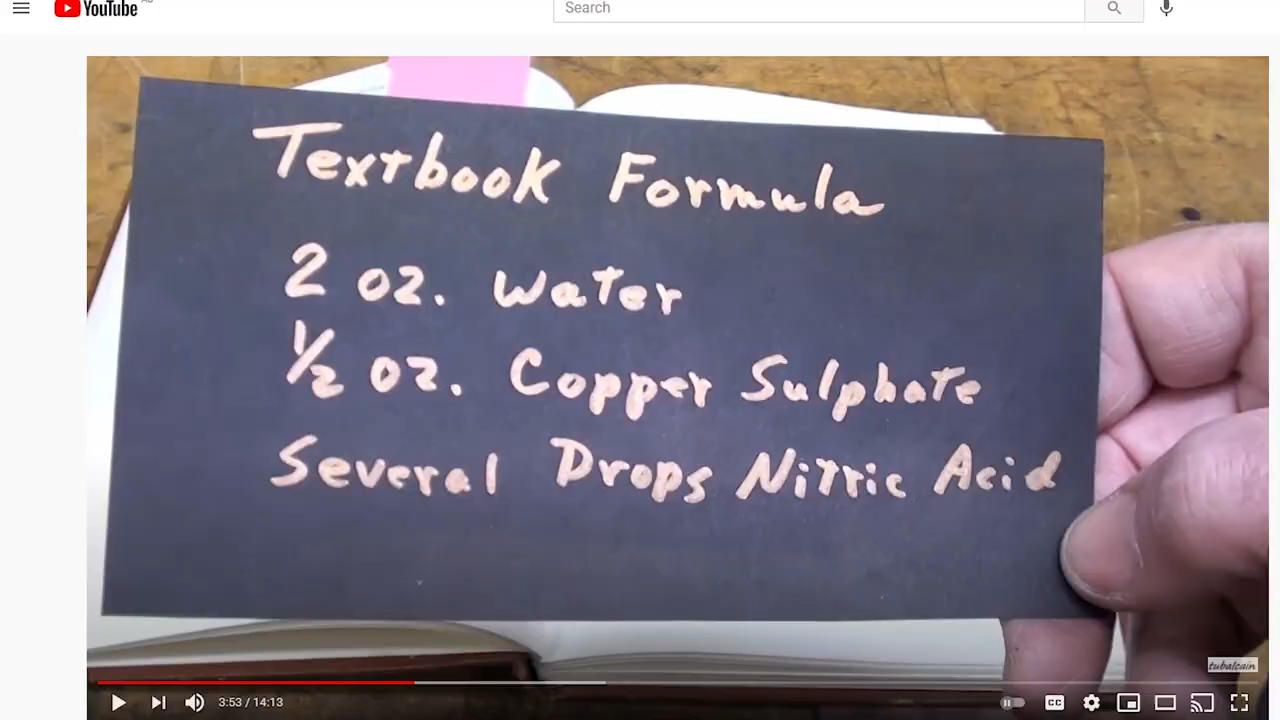 YouTube
Search
Textbook Formula
2 oz. Water
½ oz. Copper Sulphate
Several Drops Nitric Acid
tubalcain
3:53 / 14:13
CC